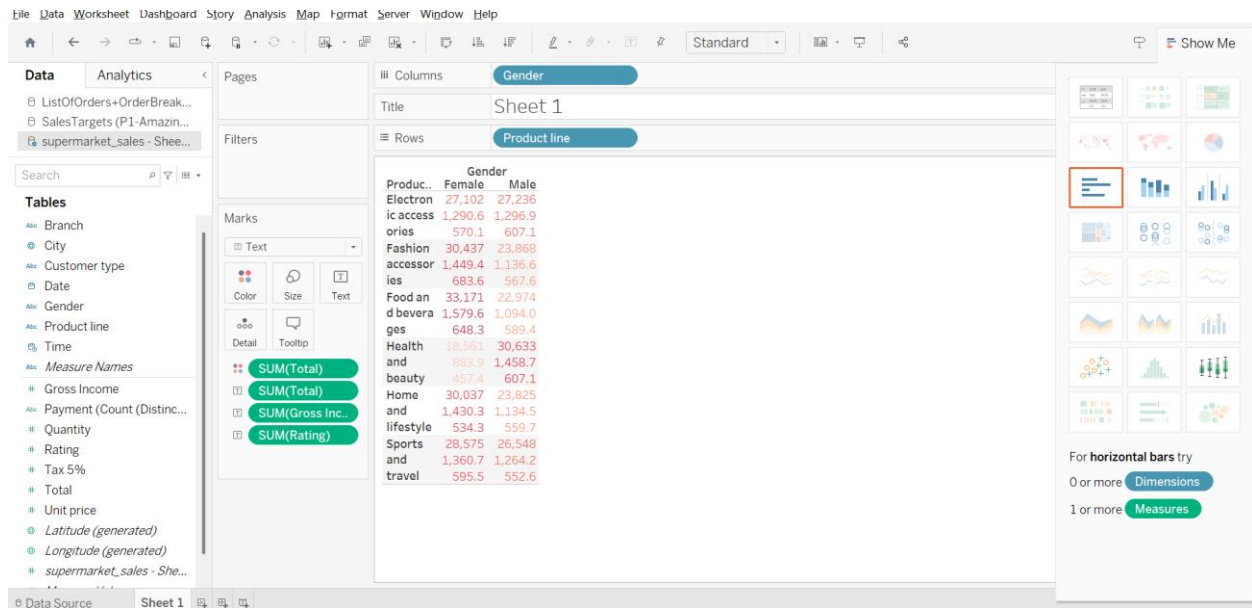 File Data Worksheet Dashboard Story Analysis Map Format Server Window Help
Standard
Show Me
Data Analytics
ListOfOrders+OrderBreak...
SalesTargets (P1-Amazin...
supermarket_sales - Shee...
Search
Tables
Abc Branch
City
Abc Customer type
Date
Abc Gender
Abc Product line
Time
Abc Measure Names
# Gross Income
Abc Payment (Count (Distinc...
# Quantity
# Rating
# Tax 5%
# Total
# Unit price
Latitude (generated)
Longitude (generated)
# supermarket_sales - She...
Pages
Filters
Marks
T Text
Color Size Text
Detail Tooltip
SUM(Total)
SUM(Total)
SUM(Gross Inc..
SUM(Rating)
iii Columns Gender
Title Sheet 1
Rows Product line
Gender
Produc.. Female Male
Electron 27,102 27,236
ic access 1,290.6 1,296.9
ories 570.1 607.1
Fashion 30,437 23,868
accessor 1,449.4 1,136.6
ies 683.6 567.6
Food an 33,171 22,974
d bevera 1,579.6 1,094.0
ges 648.3 589.4
Health 18,561 30,633
and 883.9 1,458.7
beauty 457.4 607.1
Home 30,037 23,825
and 1,430.3 1,134.5
lifestyle 534.3 559.7
Sports 28,575 26,548
and 1,360.7 1,264.2
travel 595.5 552.6
For horizontal bars try
0 or more Dimensions
1 or more Measures
Data Source Sheet 1